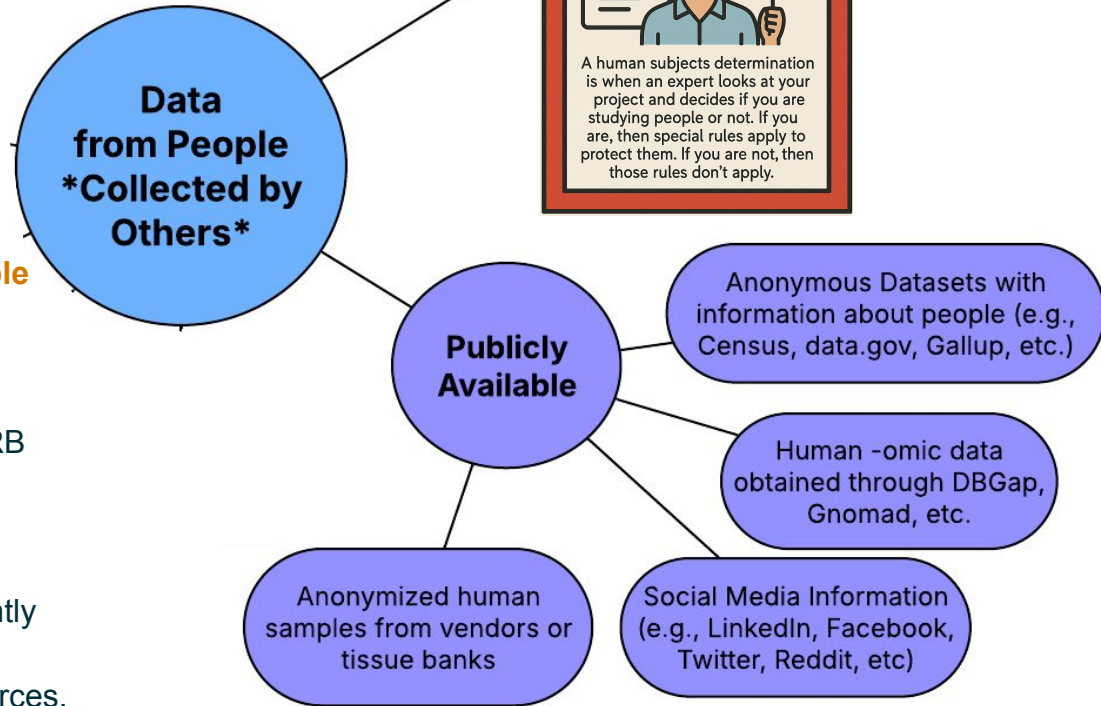 A human subjects determination
is when an expert looks at your
project and decides if you are
studying people or not. If you
are, then special rules apply to
protect them. If you are not, then
those rules don't apply.
Data
from People
*Collected by
Others*
Publicly
Available
Anonymous Datasets with
information about people (e.g.,
Census, data.gov, Gallup, etc.)
Human -omic data
obtained through DBGap,
Gnomad, etc.
Social Media Information
(e.g., LinkedIn, Facebook,
Twitter, Reddit, etc)
Anonymized human
samples from vendors or
tissue banks